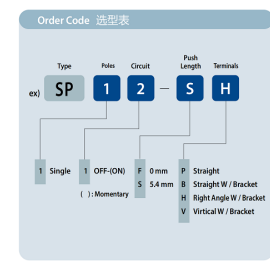 Order Code 选型表
Type Poles Circuit Push Length Terminals
ex) SP 1 2 — S H
1 Single
1 OFF-(ON)
( ) : Momentary
F 0 mm
S 5.4 mm
P Straight
B Straight W / Bracket
H Right Angle W / Bracket
V Virtical W / Bracket